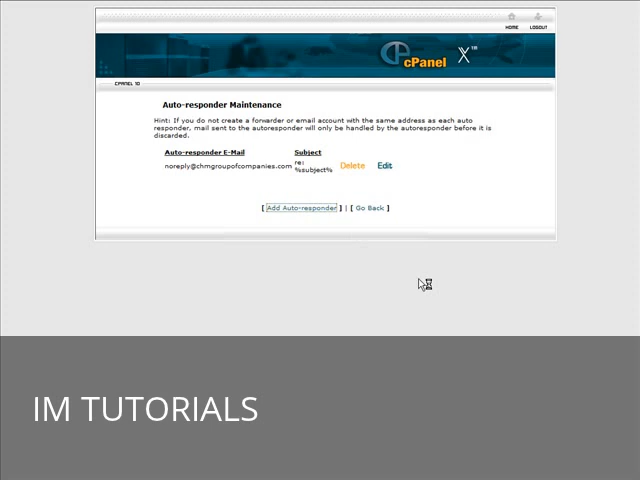 HOME LOGOUT
cPanel X™
CPANEL 10
Auto-responder Maintenance
Hint: If you do not create a forwarder or email account with the same address as each auto
responder, mail sent to the autoresponder will only be handled by the autoresponder before it is
discarded.
Auto-responder E-Mail Subject
noreply@chmgroupofcompanies.com re: %subject% Delete Edit
[ Add Auto-responder ] | [ Go Back ]
IM TUTORIALS